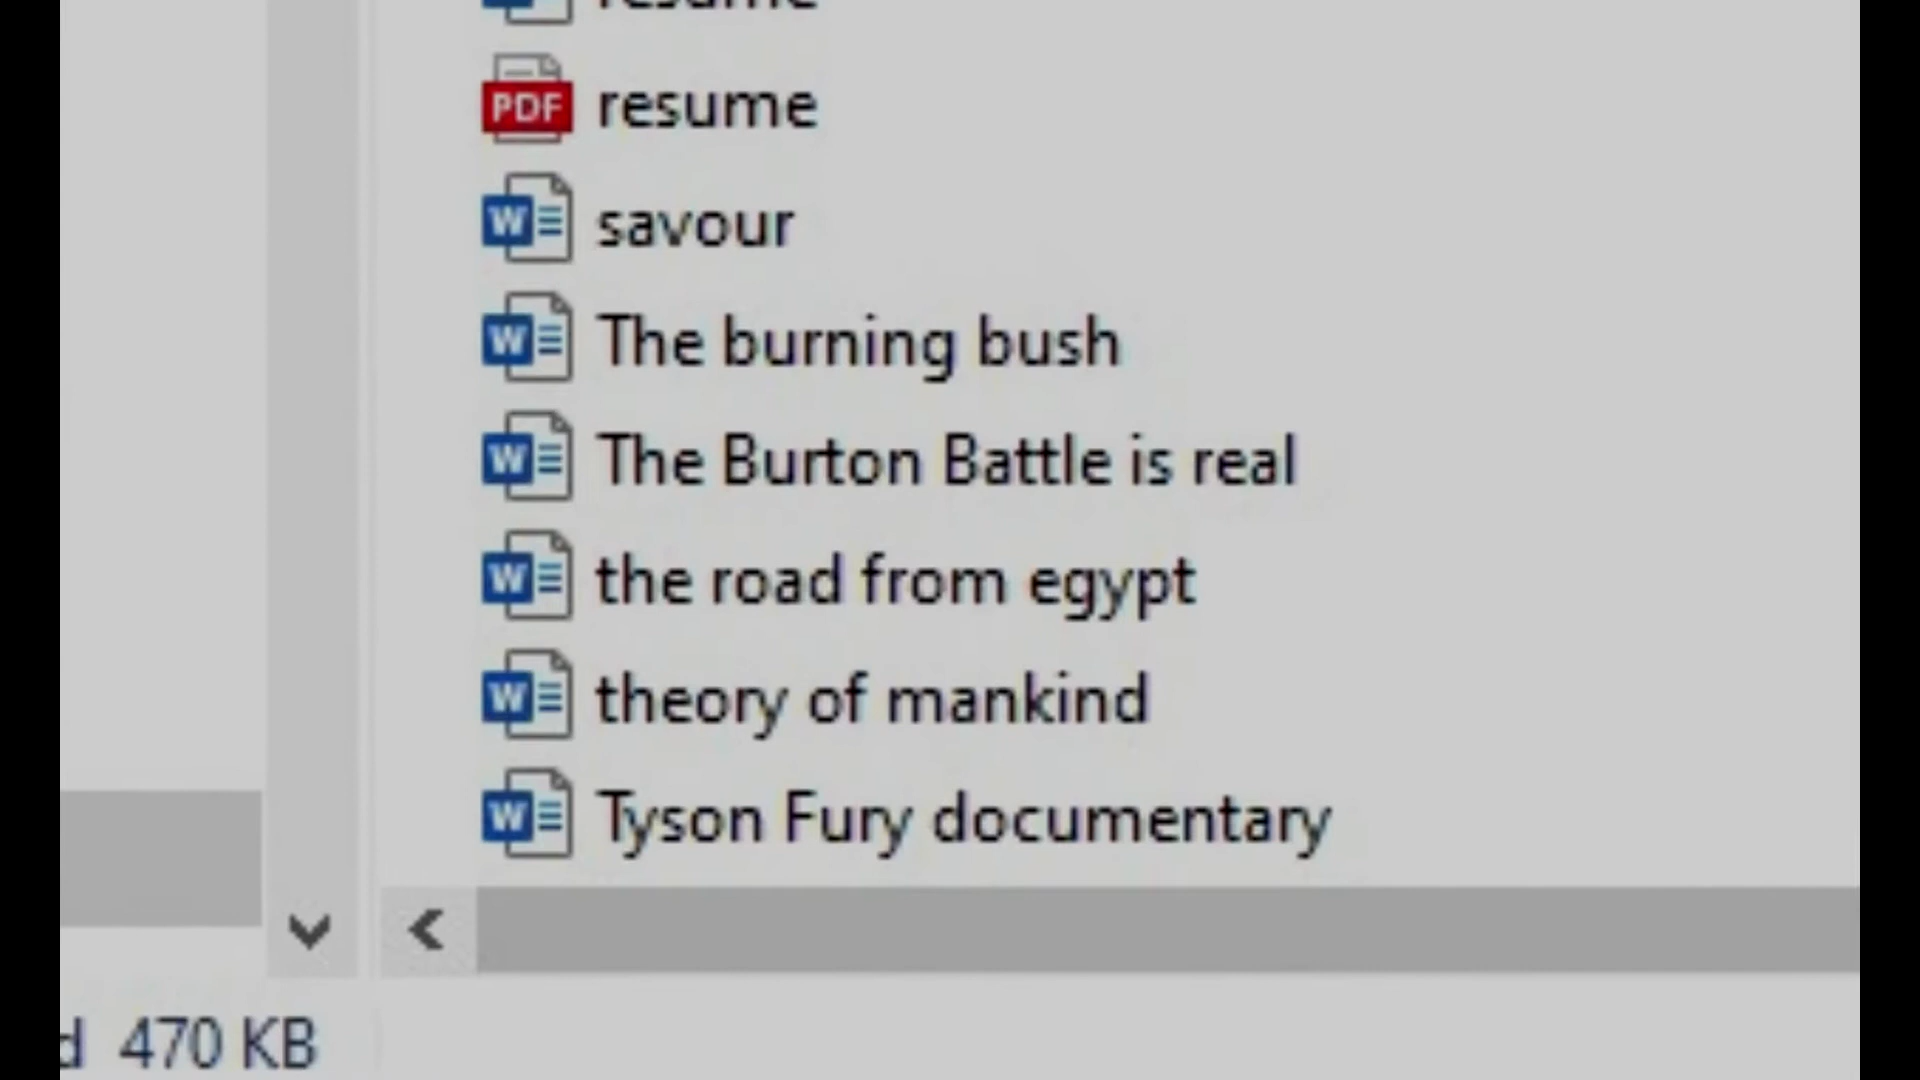 resume
PDF resume
W savour
W The burning bush
W The Burton Battle is real
W the road from egypt
W theory of mankind
W Tyson Fury documentary
d 470 KB